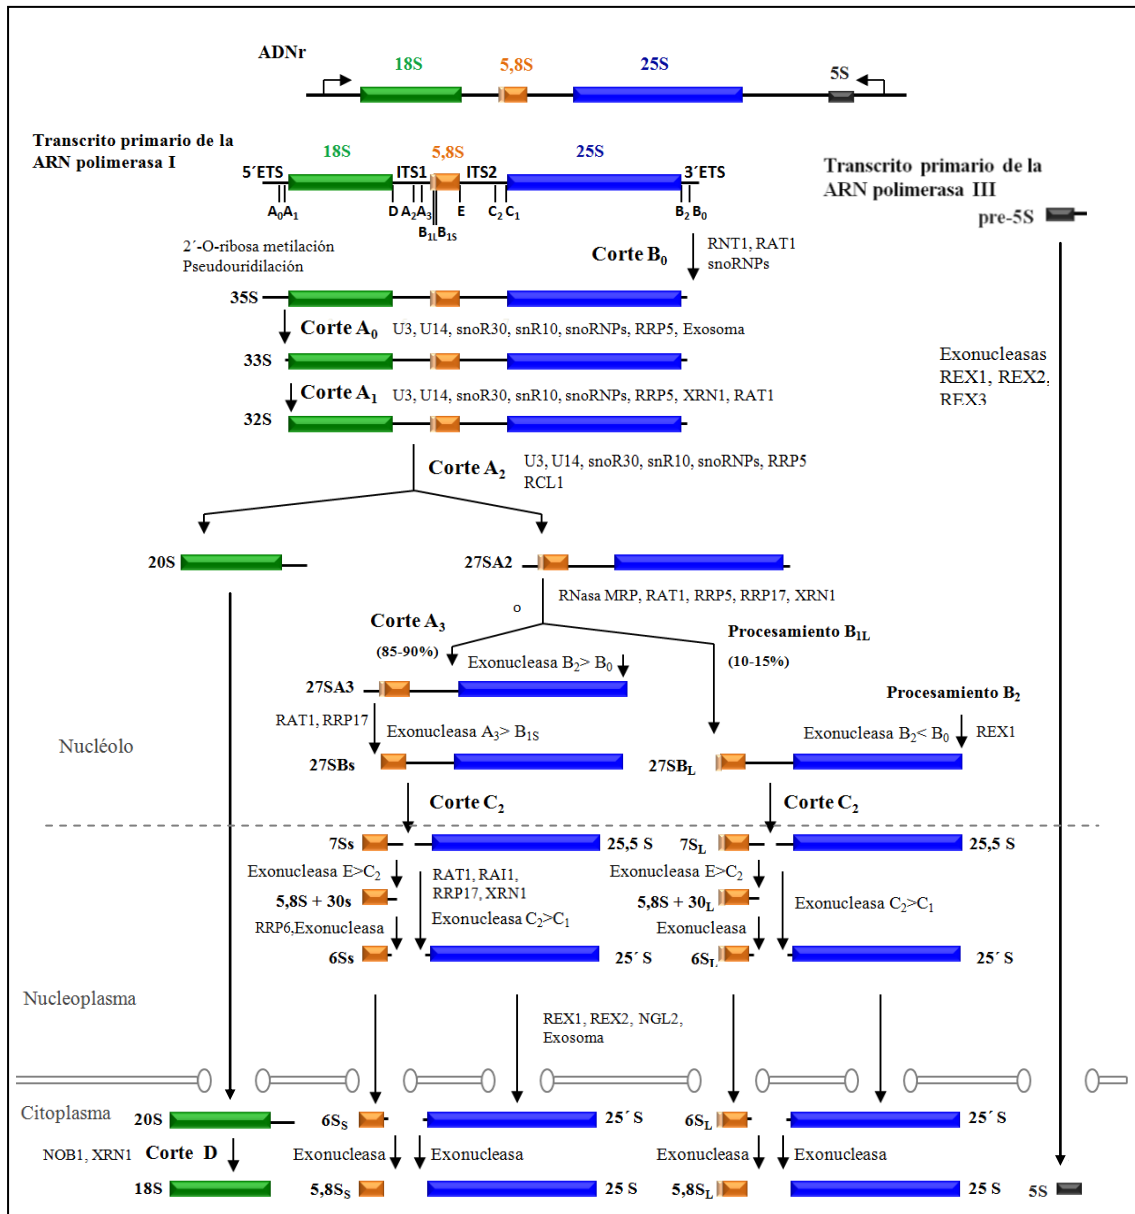 ADNr
18S 5,8S 25S 5S
Transcrito primario de la
ARN polimerasa I
5´ETS 18S ITS1 5,8S ITS2 25S 3´ETS
A0 A1 D A2 A3 E C2 C1 B2 B0
B1L B1S
Transcrito primario de la
ARN polimerasa III
pre-5S
2´-O-ribosa metilación
Pseudouridilación
Corte B0
RNT1, RAT1
snoRNPs
35S
Corte A0 U3, U14, snoR30, snR10, snoRNPs, RRP5, Exosoma
33S
Corte A1 U3, U14, snoR30, snR10, snoRNPs, RRP5, XRN1, RAT1
32S
Exonucleasas
REX1, REX2,
REX3
Corte A2 U3, U14, snoR30, snR10, snoRNPs, RRP5
RCL1
20S 27SA2
RNasa MRP, RAT1, RRP5, RRP17, XRN1
o
Corte A3
(85-90%)
Procesamiento B1L
(10-15%)
Exonucleasa B2> B0
27SA3
Procesamiento B2
RAT1, RRP17
Exonucleasa A3> B1S
Exonucleasa B2< B0
REX1
Nucléolo
27SBs 27SBL
Corte C2 Corte C2
7Ss 25,5 S 7SL 25,5 S
Exonucleasa E>C2
RAT1, RAI1,
RRP17, XRN1
Exonucleasa E>C2
5,8S + 30s
Exonucleasa C2>C1
5,8S + 30L
Exonucleasa C2>C1
RRP6,Exonucleasa
Exonucleasa
6Ss 25´ S 6SL 25´ S
Nucleoplasma
REX1, REX2, NGL2,
Exosoma
Citoplasma
20S 6SS 25´ S 6SL 25´ S
NOB1, XRN1 Corte D Exonucleasa Exonucleasa Exonucleasa Exonucleasa
18S 5,8SS 25 S 5,8SL 25 S 5S